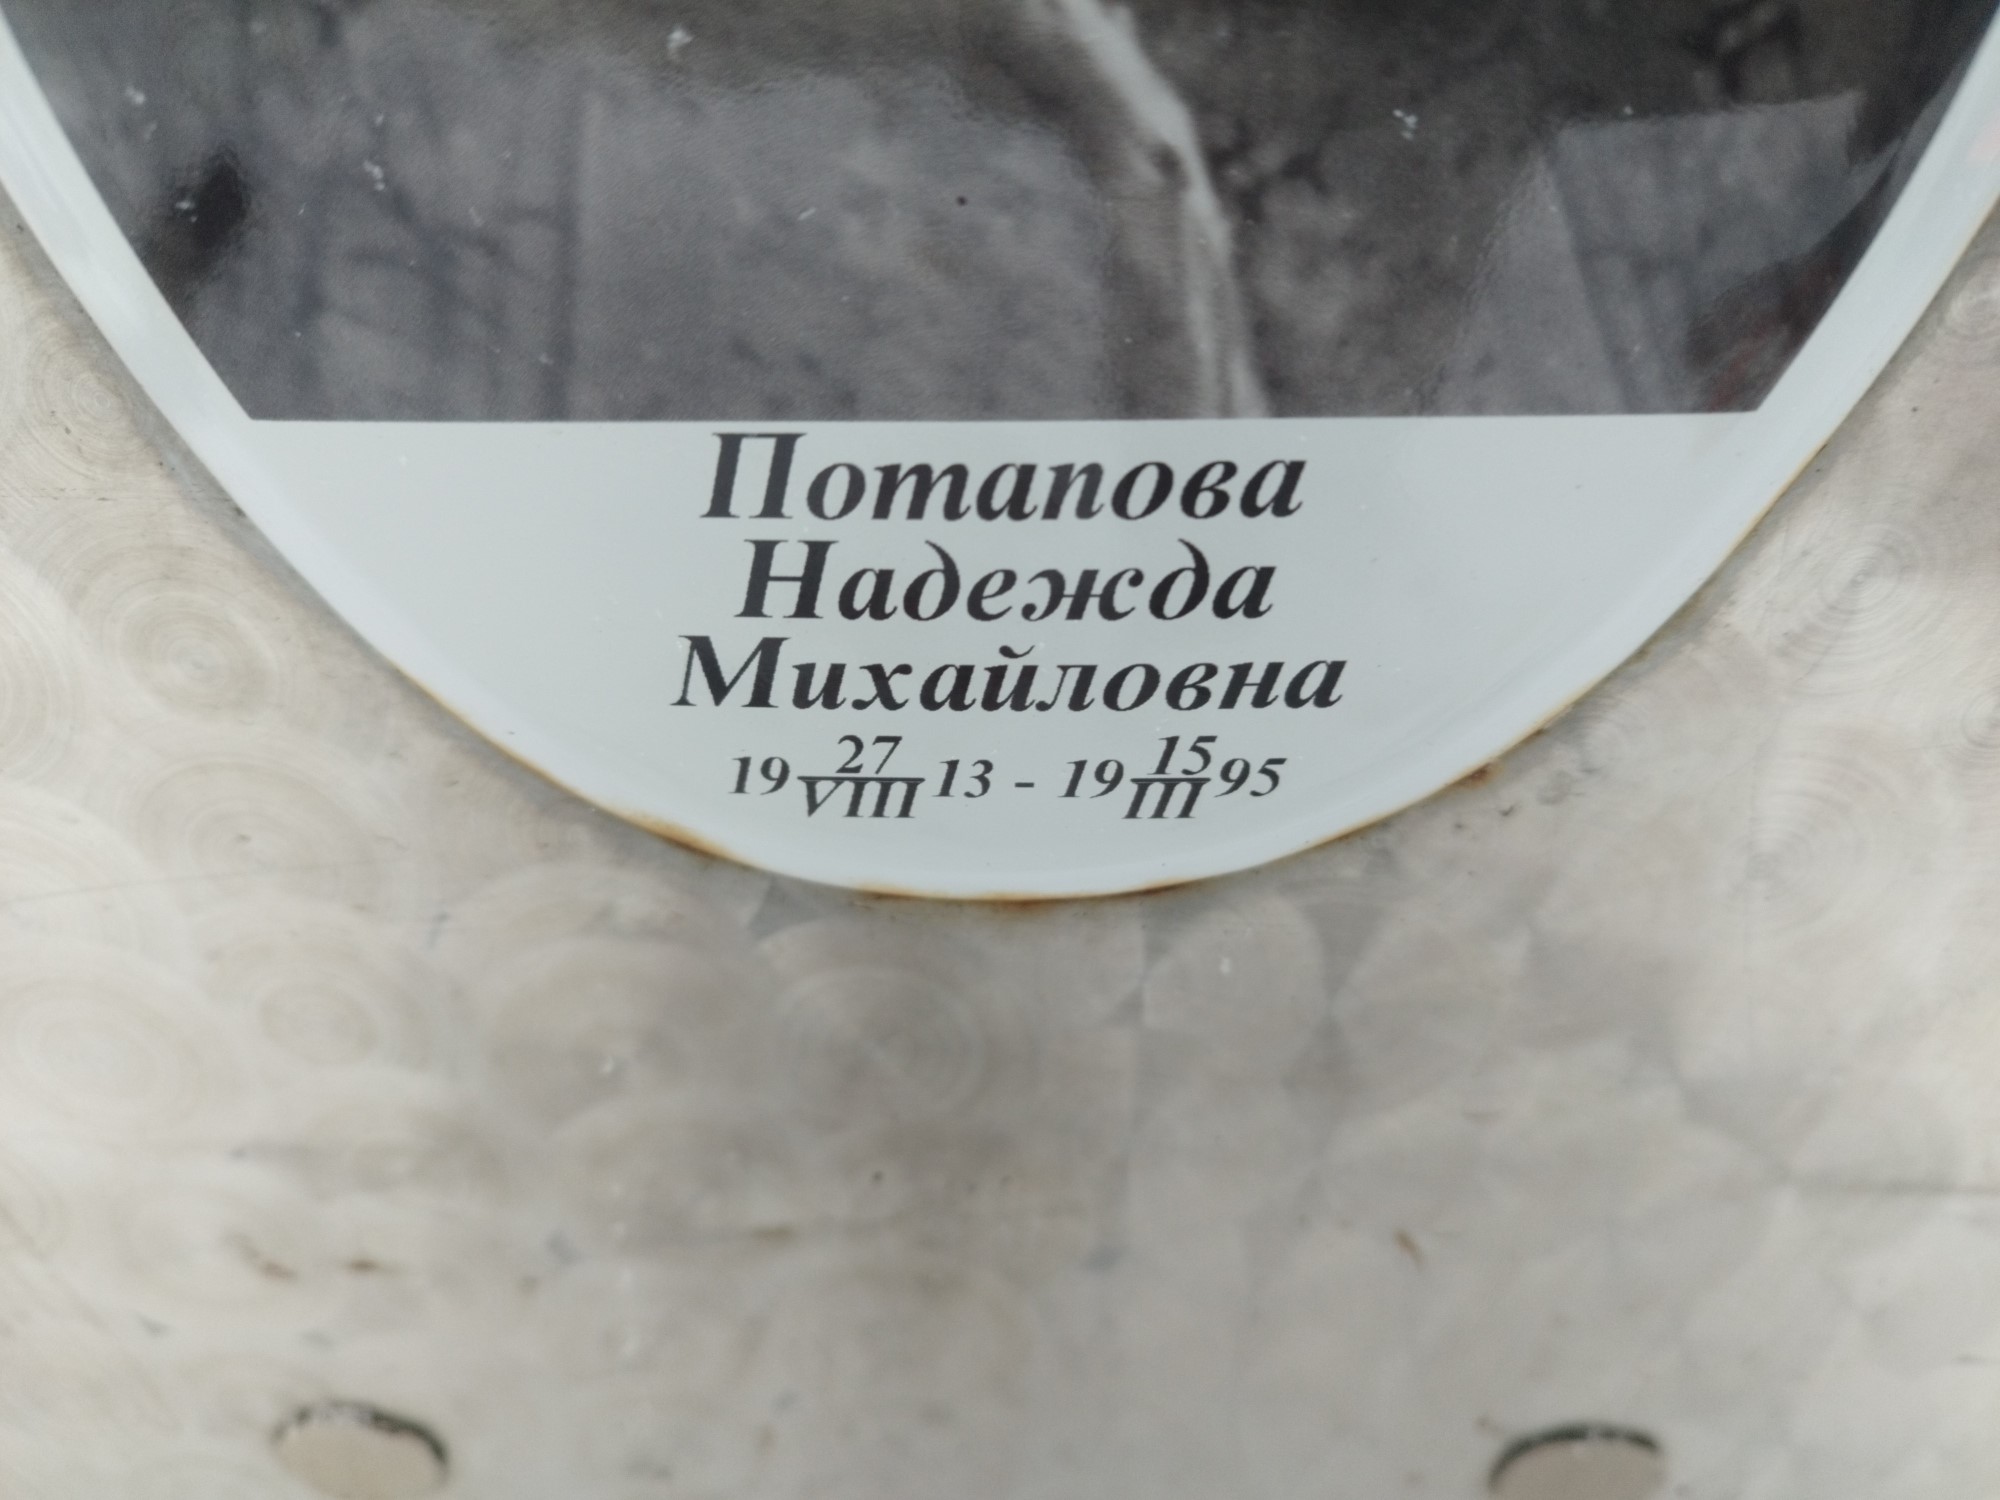 Потапова
Надежда
Михайловна
19 27/VIII 13 - 19 15/III 95